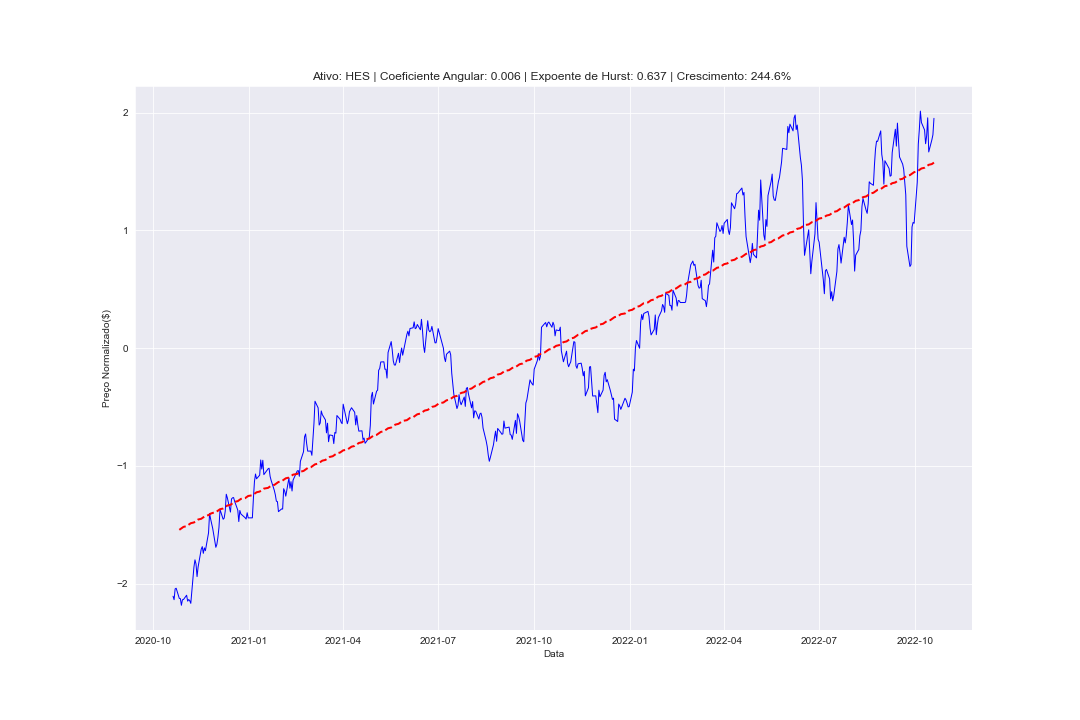 Ativo: HES | Coeficiente Angular: 0.006 | Expoente de Hurst: 0.637 | Crescimento: 244.6%
Preço Normalizado($)
2
1
0
−1
−2
2020-10 2021-01 2021-04 2021-07 2021-10 2022-01 2022-04 2022-07 2022-10
Data